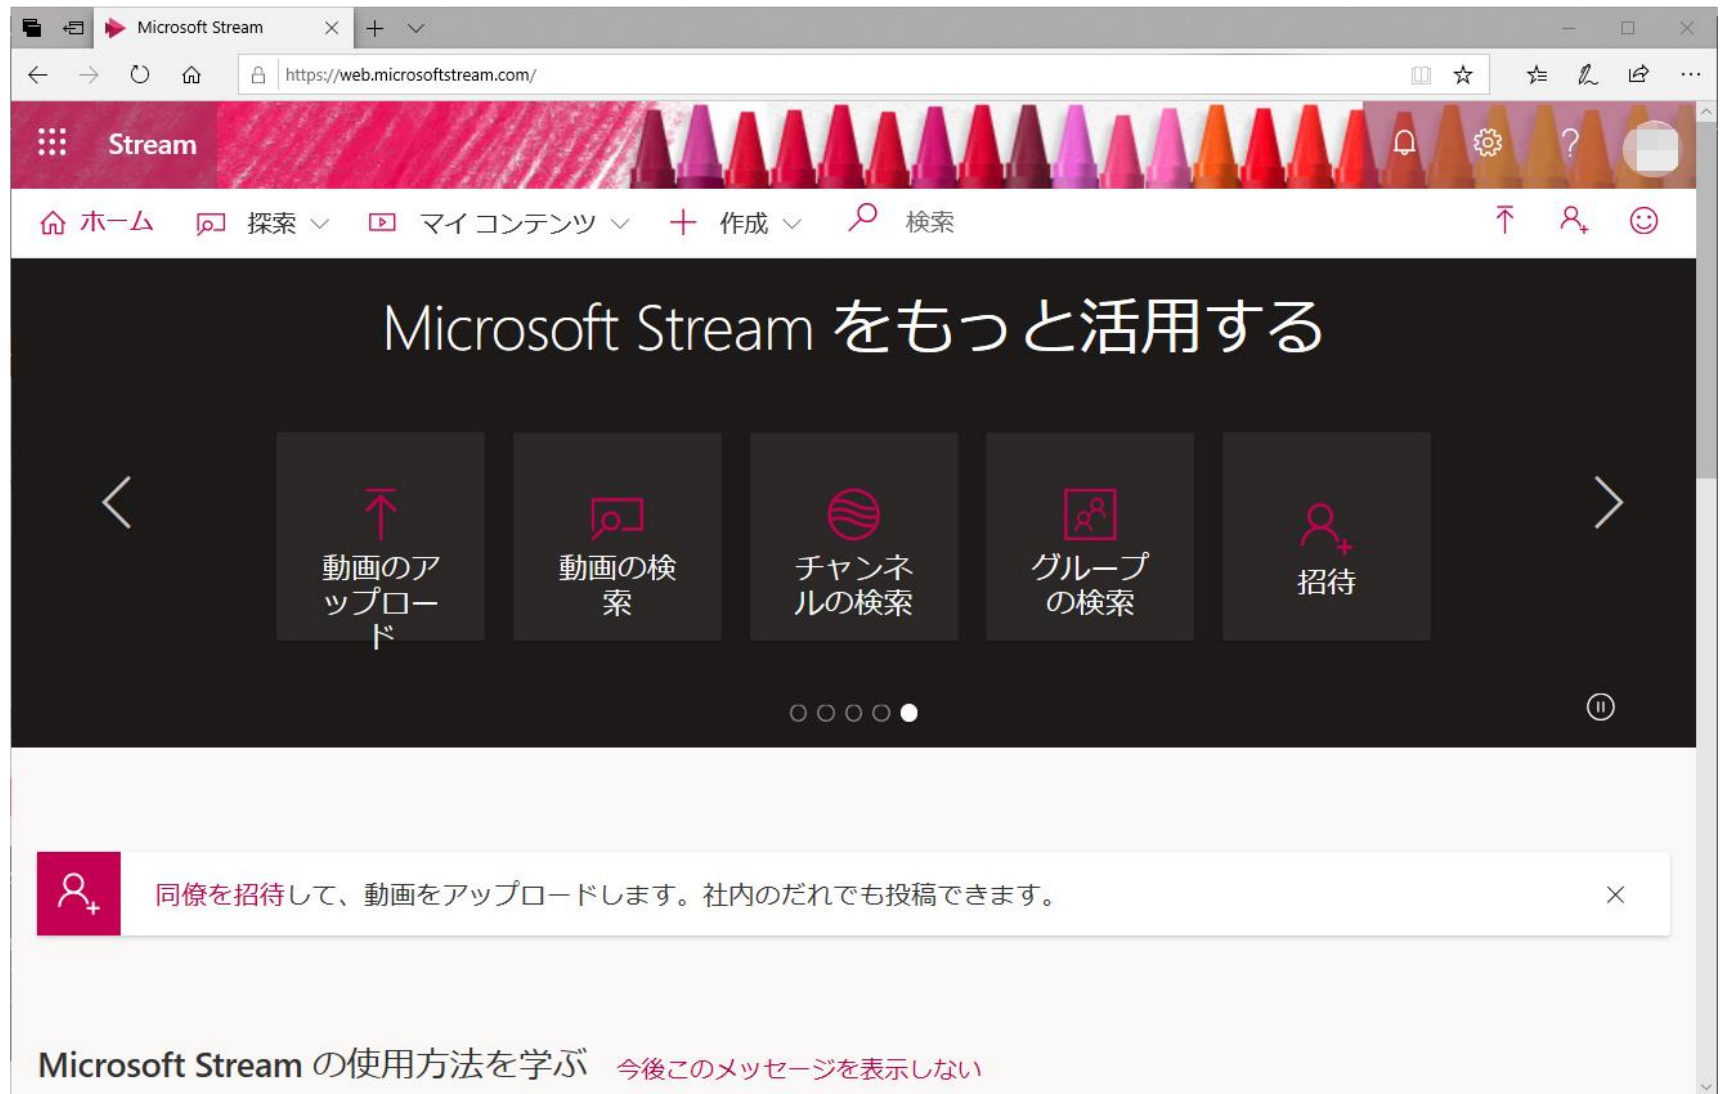 Microsoft Stream
https://web.microsoftstream.com/
Stream
ホーム 探索 マイ コンテンツ 作成 検索
Microsoft Stream をもっと活用する
動画のア
ップロー
ド
動画の検
索
チャンネ
ルの検索
グループ
の検索
招待
同僚を招待して、動画をアップロードします。社内のだれでも投稿できます。
Microsoft Stream の使用方法を学ぶ 今後このメッセージを表示しない